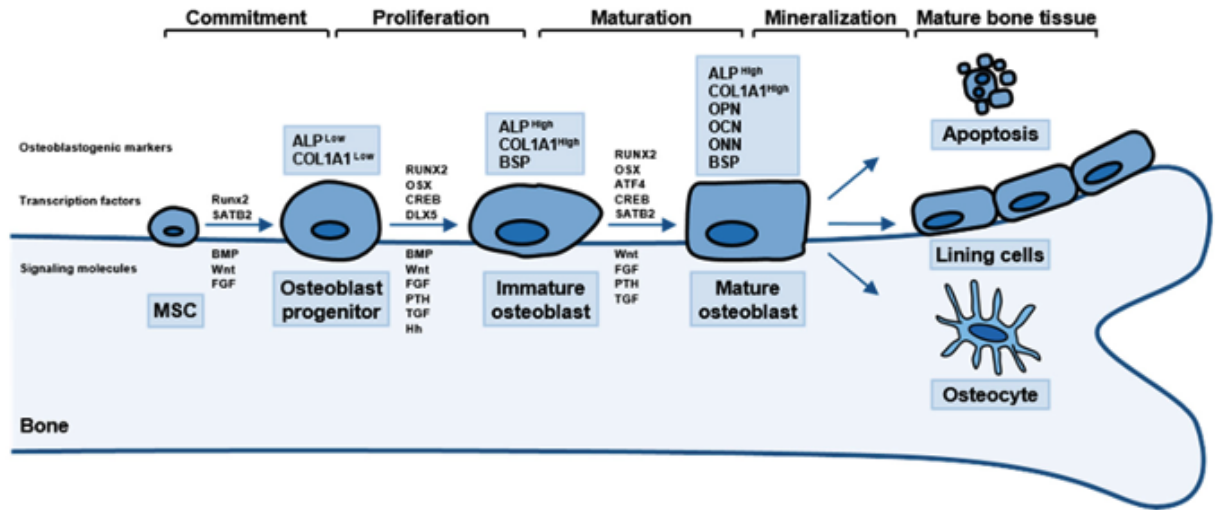 Commitment
Proliferation
Maturation
Mineralization
Mature bone tissue
Osteoblastogenic markers
Transcription factors
Signaling molecules
MSC
Runx2
SATB2
BMP
Wnt
FGF
ALP Low
COL1A1 Low
Osteoblast
progenitor
RUNX2
OSX
CREB
DLX5
BMP
Wnt
FGF
PTH
TGF
Hh
ALP High
COL1A1High
BSP
Immature
osteoblast
RUNX2
OSX
ATF4
CREB
SATB2
Wnt
FGF
PTH
TGF
ALP High
COL1A1High
OPN
OCN
ONN
BSP
Mature
osteoblast
Apoptosis
Lining cells
Osteocyte
Bone